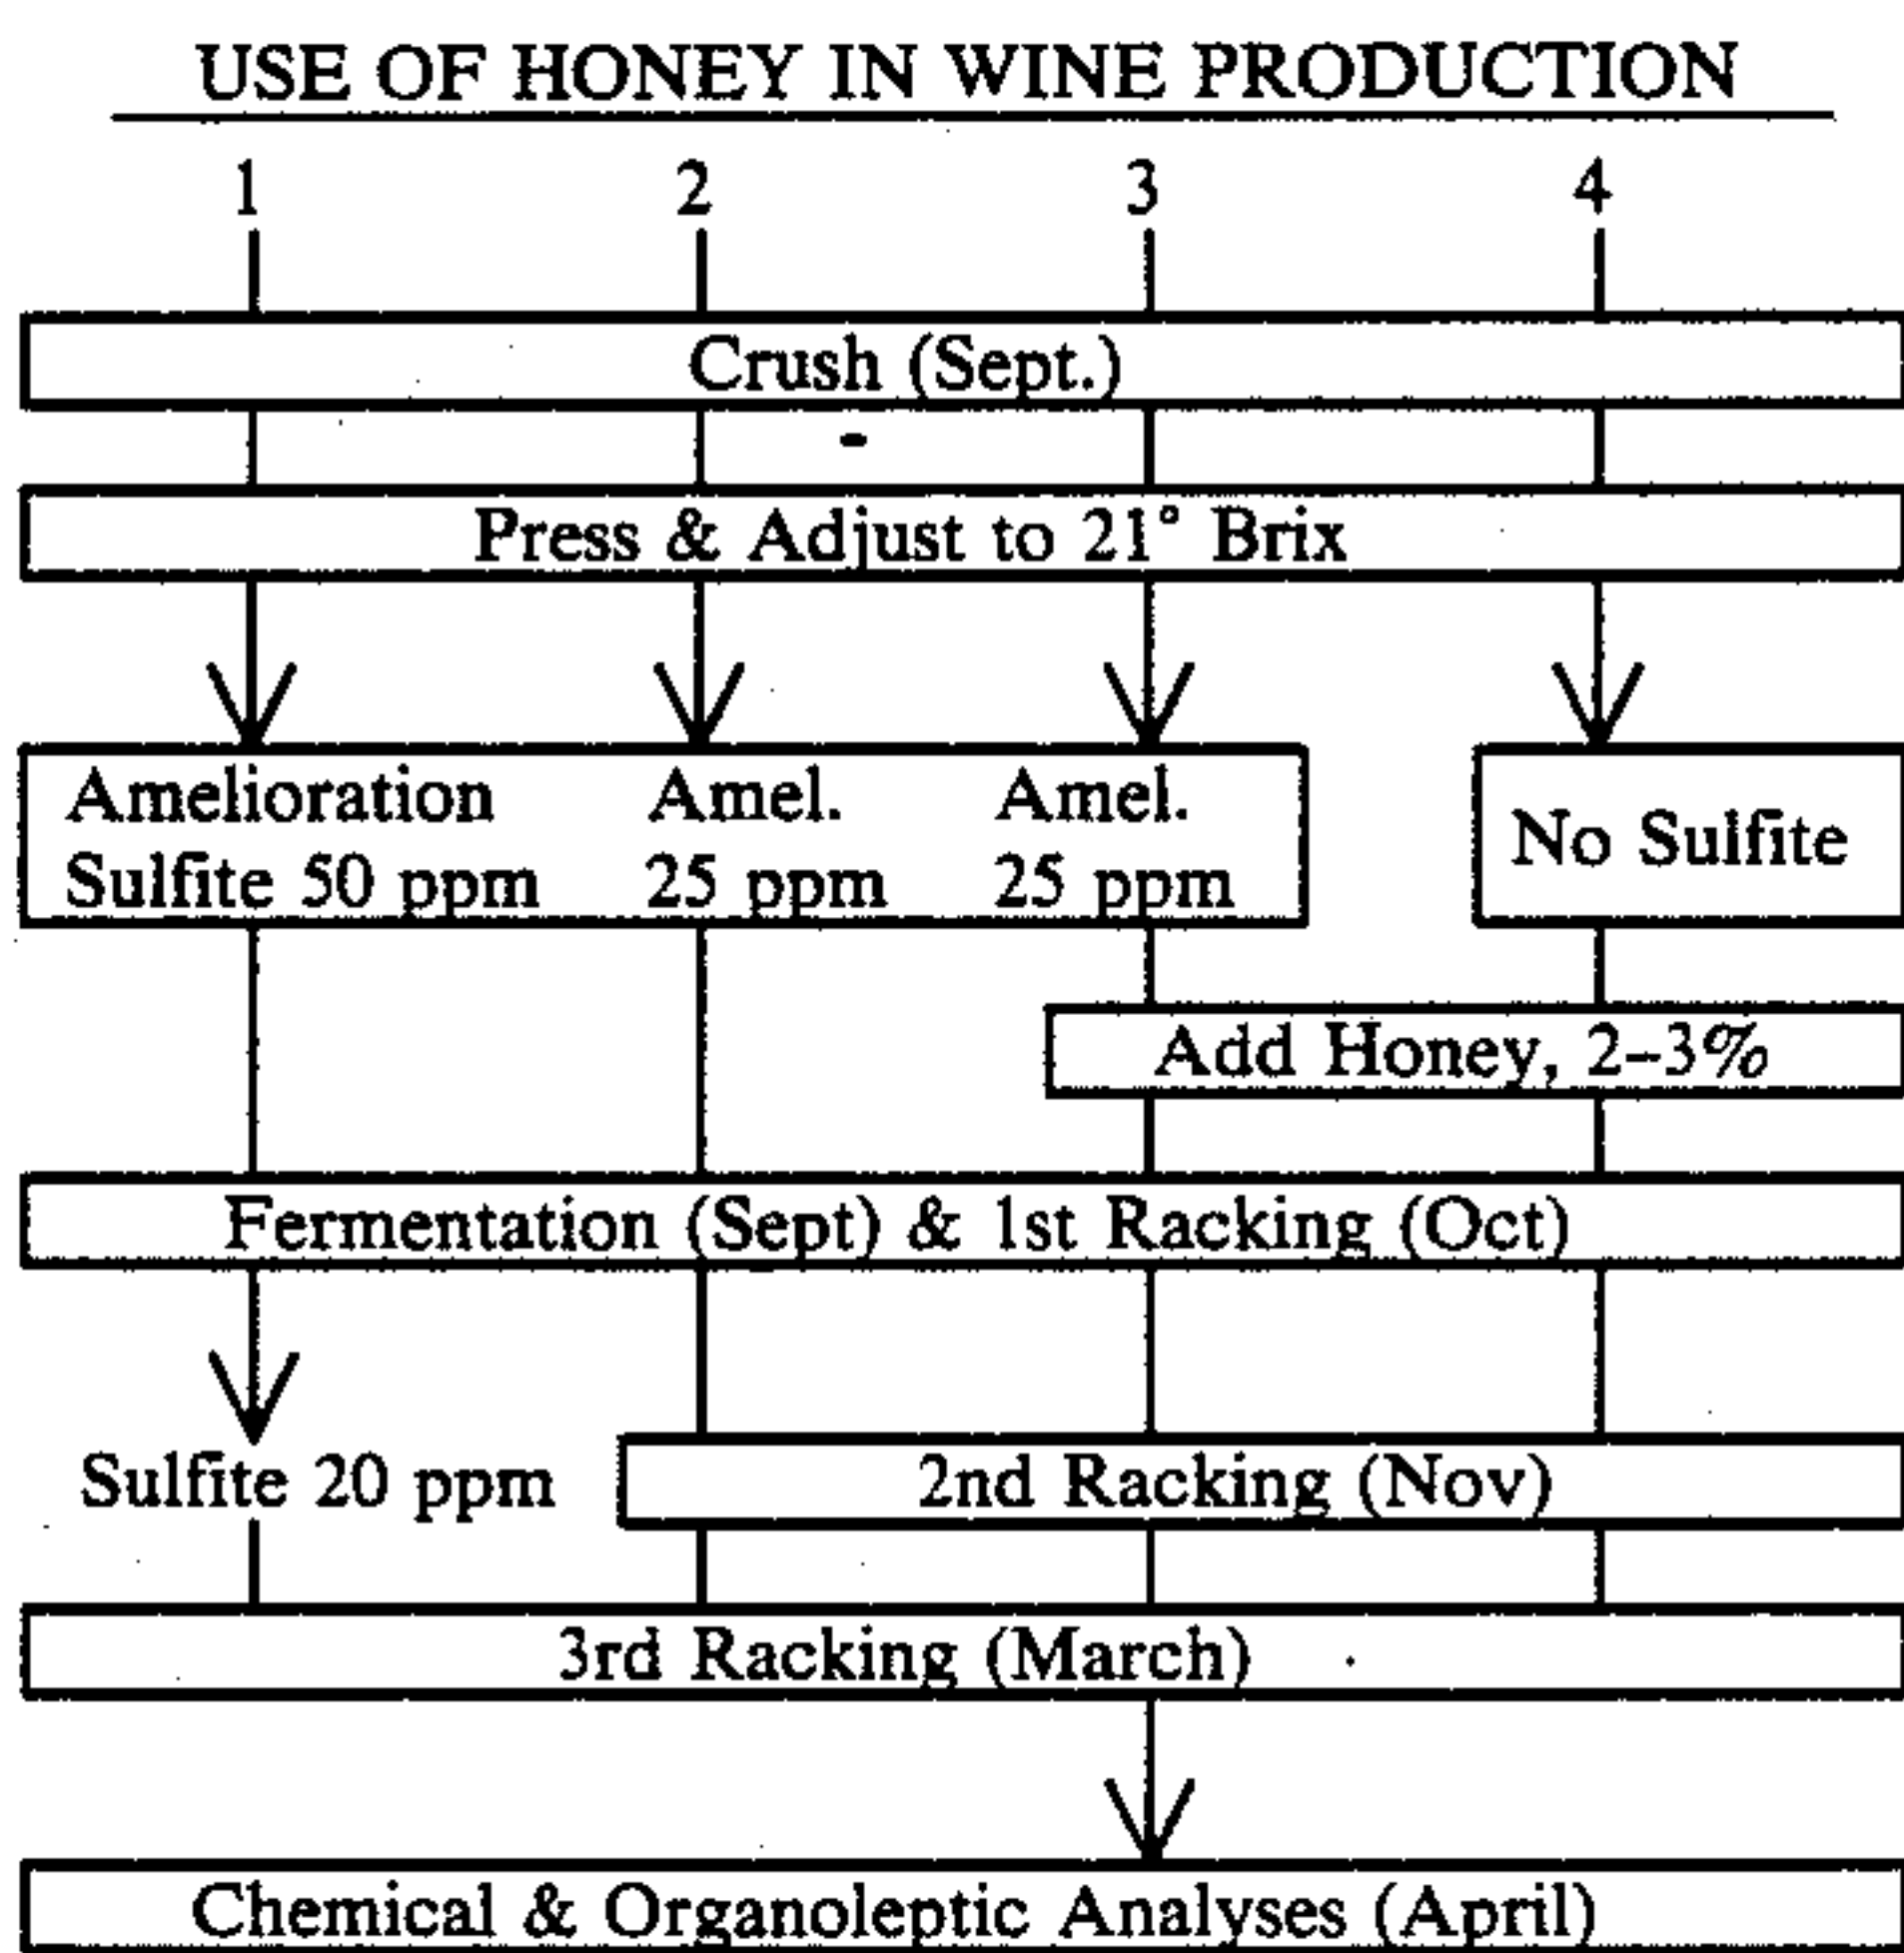 USE OF HONEY IN WINE PRODUCTION
1 2 3 4
Crush (Sept.)
Press & Adjust to 21° Brix
Amelioration Amel. Amel.
Sulfite 50 ppm 25 ppm 25 ppm
No Sulfite
Add Honey, 2-3%
Fermentation (Sept) & 1st Racking (Oct)
Sulfite 20 ppm 2nd Racking (Nov)
3rd Racking (March)
Chemical & Organoleptic Analyses (April)